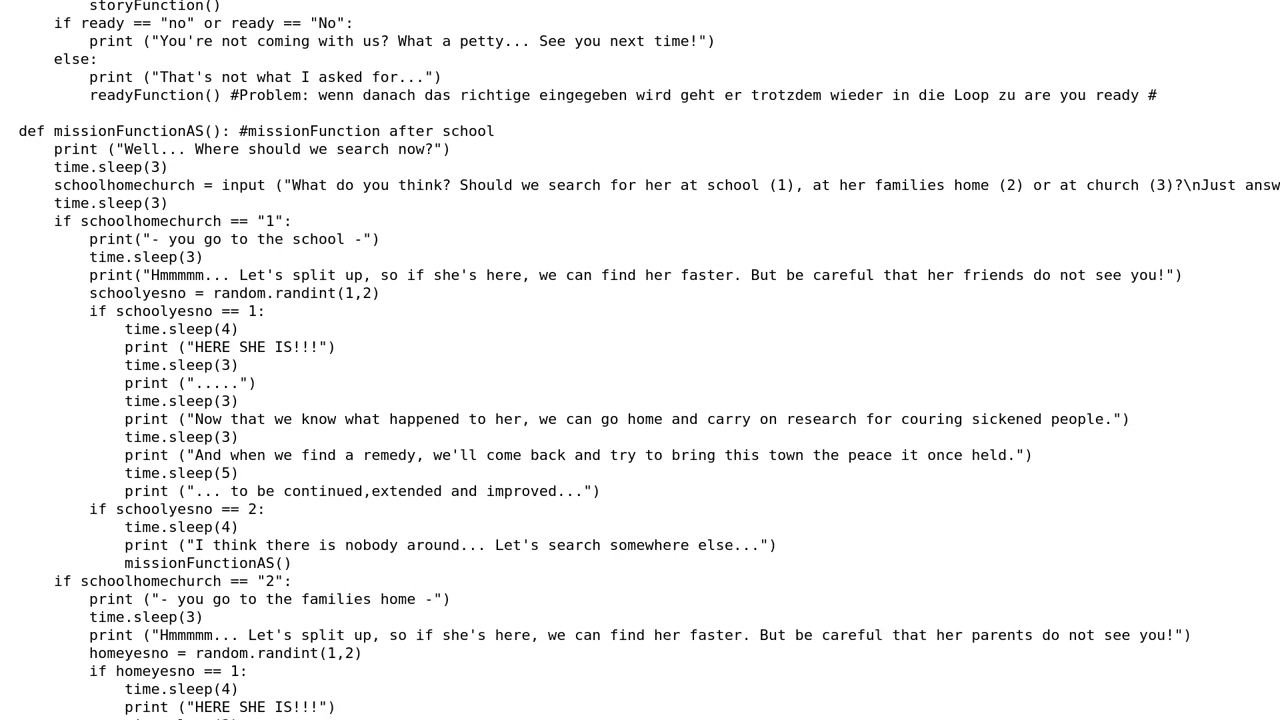 storyFunction()
if ready == "no" or ready == "No":
print ("You're not coming with us? What a petty... See you next time!")
else:
print ("That's not what I asked for...")
readyFunction() #Problem: wenn danach das richtige eingegeben wird geht er trotzdem wieder in die Loop zu are you ready #
def missionFunctionAS(): #missionFunction after school
print ("Well... Where should we search now?")
time.sleep(3)
schoolhomechurch = input ("What do you think? Should we search for her at school (1), at her families home (2) or at church (3)?\nJust answ
time.sleep(3)
if schoolhomechurch == "1":
print("- you go to the school -")
time.sleep(3)
print("Hmmmmm... Let's split up, so if she's here, we can find her faster. But be careful that her friends do not see you!")
schoolyesno = random.randint(1,2)
if schoolyesno == 1:
time.sleep(4)
print ("HERE SHE IS!!!")
time.sleep(3)
print (".....")
time.sleep(3)
print ("Now that we know what happened to her, we can go home and carry on research for couring sickened people.")
time.sleep(3)
print ("And when we find a remedy, we'll come back and try to bring this town the peace it once held.")
time.sleep(5)
print ("... to be continued,extended and improved...")
if schoolyesno == 2:
time.sleep(4)
print ("I think there is nobody around... Let's search somewhere else...")
missionFunctionAS()
if schoolhomechurch == "2":
print ("- you go to the families home -")
time.sleep(3)
print ("Hmmmmm... Let's split up, so if she's here, we can find her faster. But be careful that her parents do not see you!")
homeyesno = random.randint(1,2)
if homeyesno == 1:
time.sleep(4)
print ("HERE SHE IS!!!")